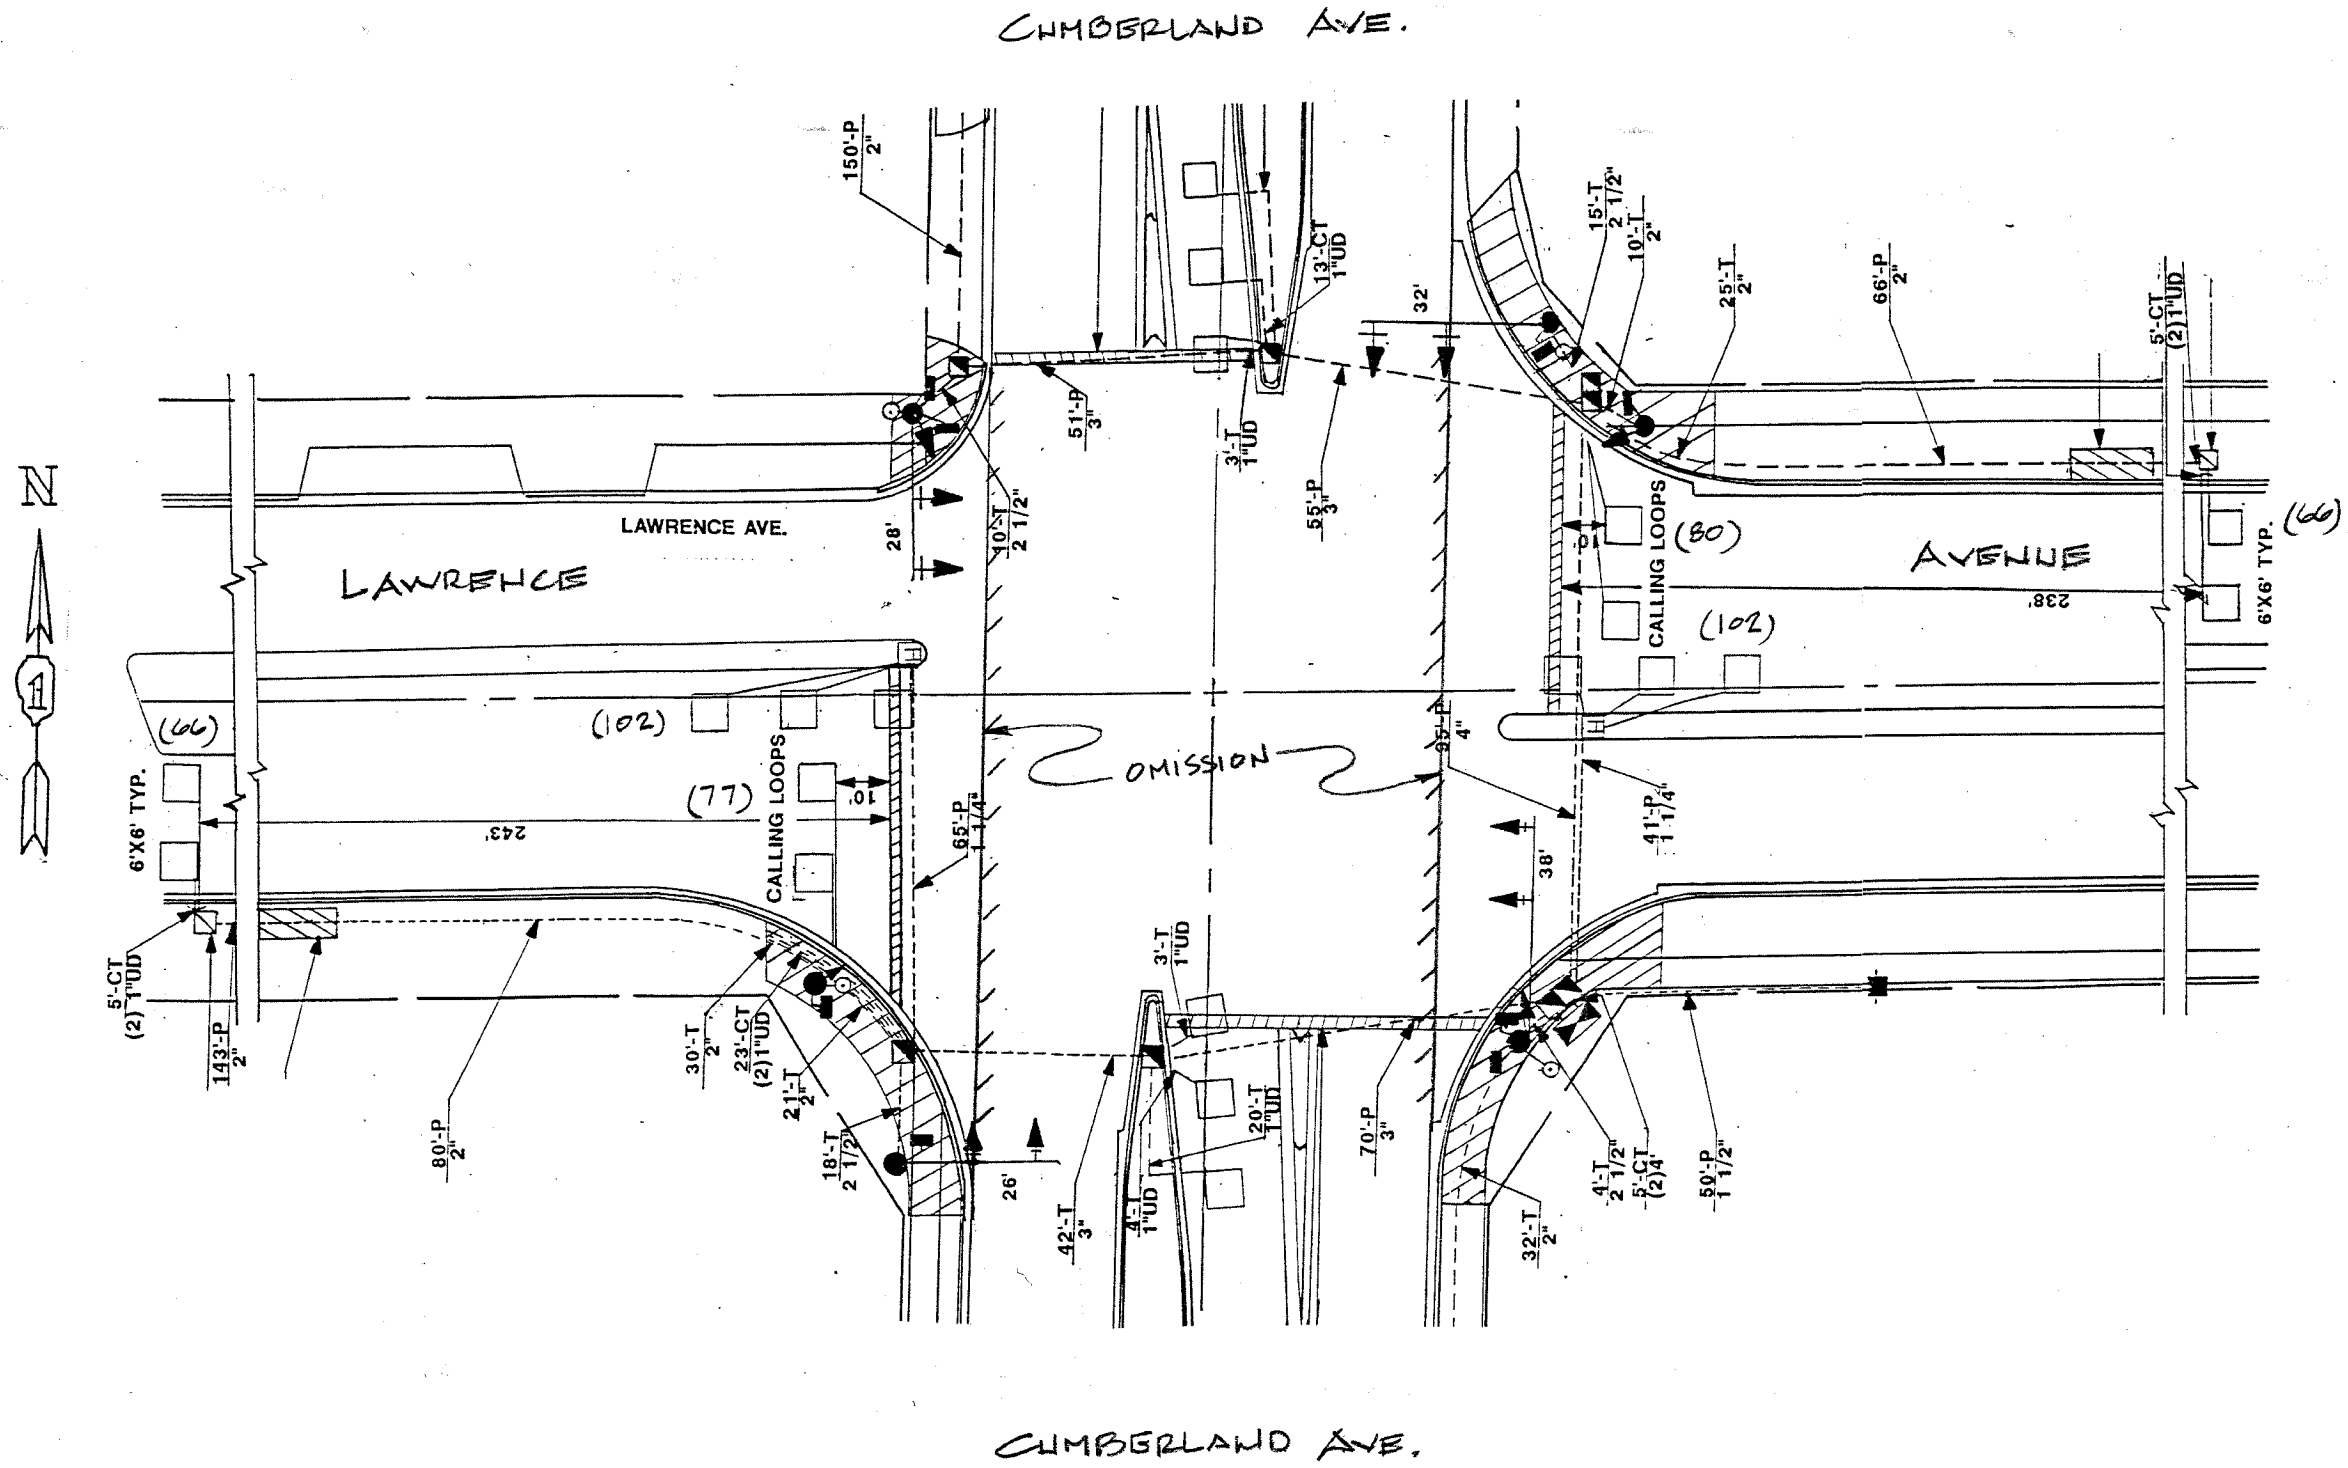 CUMBERLAND AVE.
150'-P
2"
15'-T
2 1/2"
10'-T
2"
13'-CT
1"UD
32'
25'-T
2"
66'-P
2"
5'-CT
(2)1"UD
51'-P
3"
3'-T
1"UD
55'-P
3"
N
LAWRENCE AVE.
28'
10'-T
2 1/2"
10'
CALLING LOOPS
(80)
AVENUE
6'X6' TYP.
(66)
LAWRENCE
238'
(102)
1
(66)
(102)
OMISSION
95'-P
4"
6'X6' TYP.
243'
CALLING LOOPS
(77)
10'
65'-P
1 1/4"
38'
41'-P
1 1/4"
5'-CT
(2) 1"UD
143'-P
2"
80'-P
2"
30'-T
2"
23'-CT
(2)1"UD
21'-T
2"
18'-T
2 1/2"
26'
3'-T
1"UD
42'-T
3"
4'-T
1"UD
20'-T
1"UD
70'-P
3"
32'-T
2"
4'-T
2 1/2"
5'-CT
(2)4'
50'-P
1 1/2"
CUMBERLAND AVE.